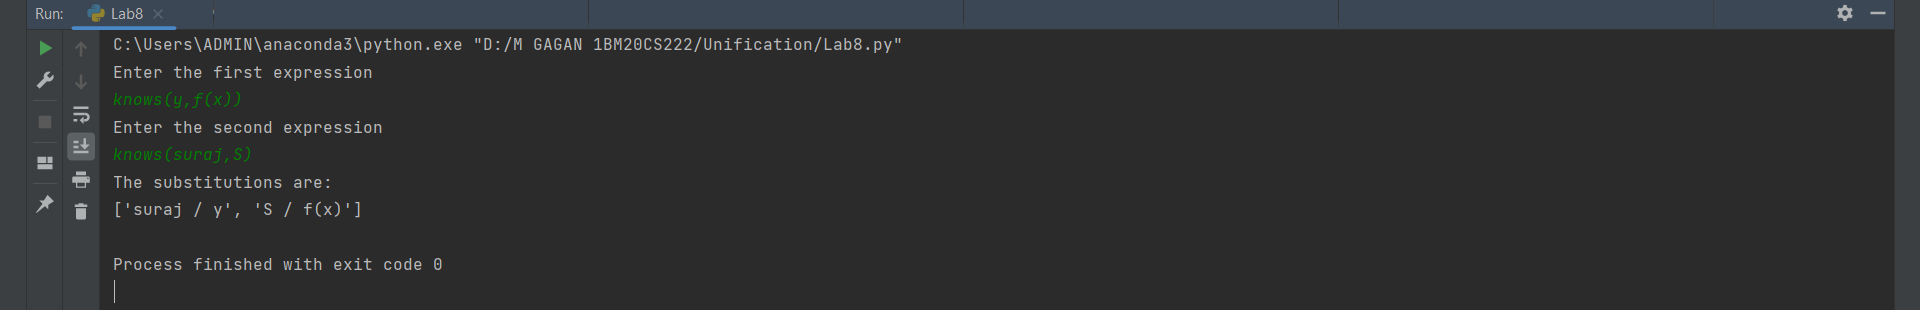 Run: Lab8
C:\Users\ADMIN\anaconda3\python.exe "D:/M GAGAN 1BM20CS222/Unification/Lab8.py"
Enter the first expression
knows(y,f(x))
Enter the second expression
knows(suraj,S)
The substitutions are:
['suraj / y', 'S / f(x)']
Process finished with exit code 0